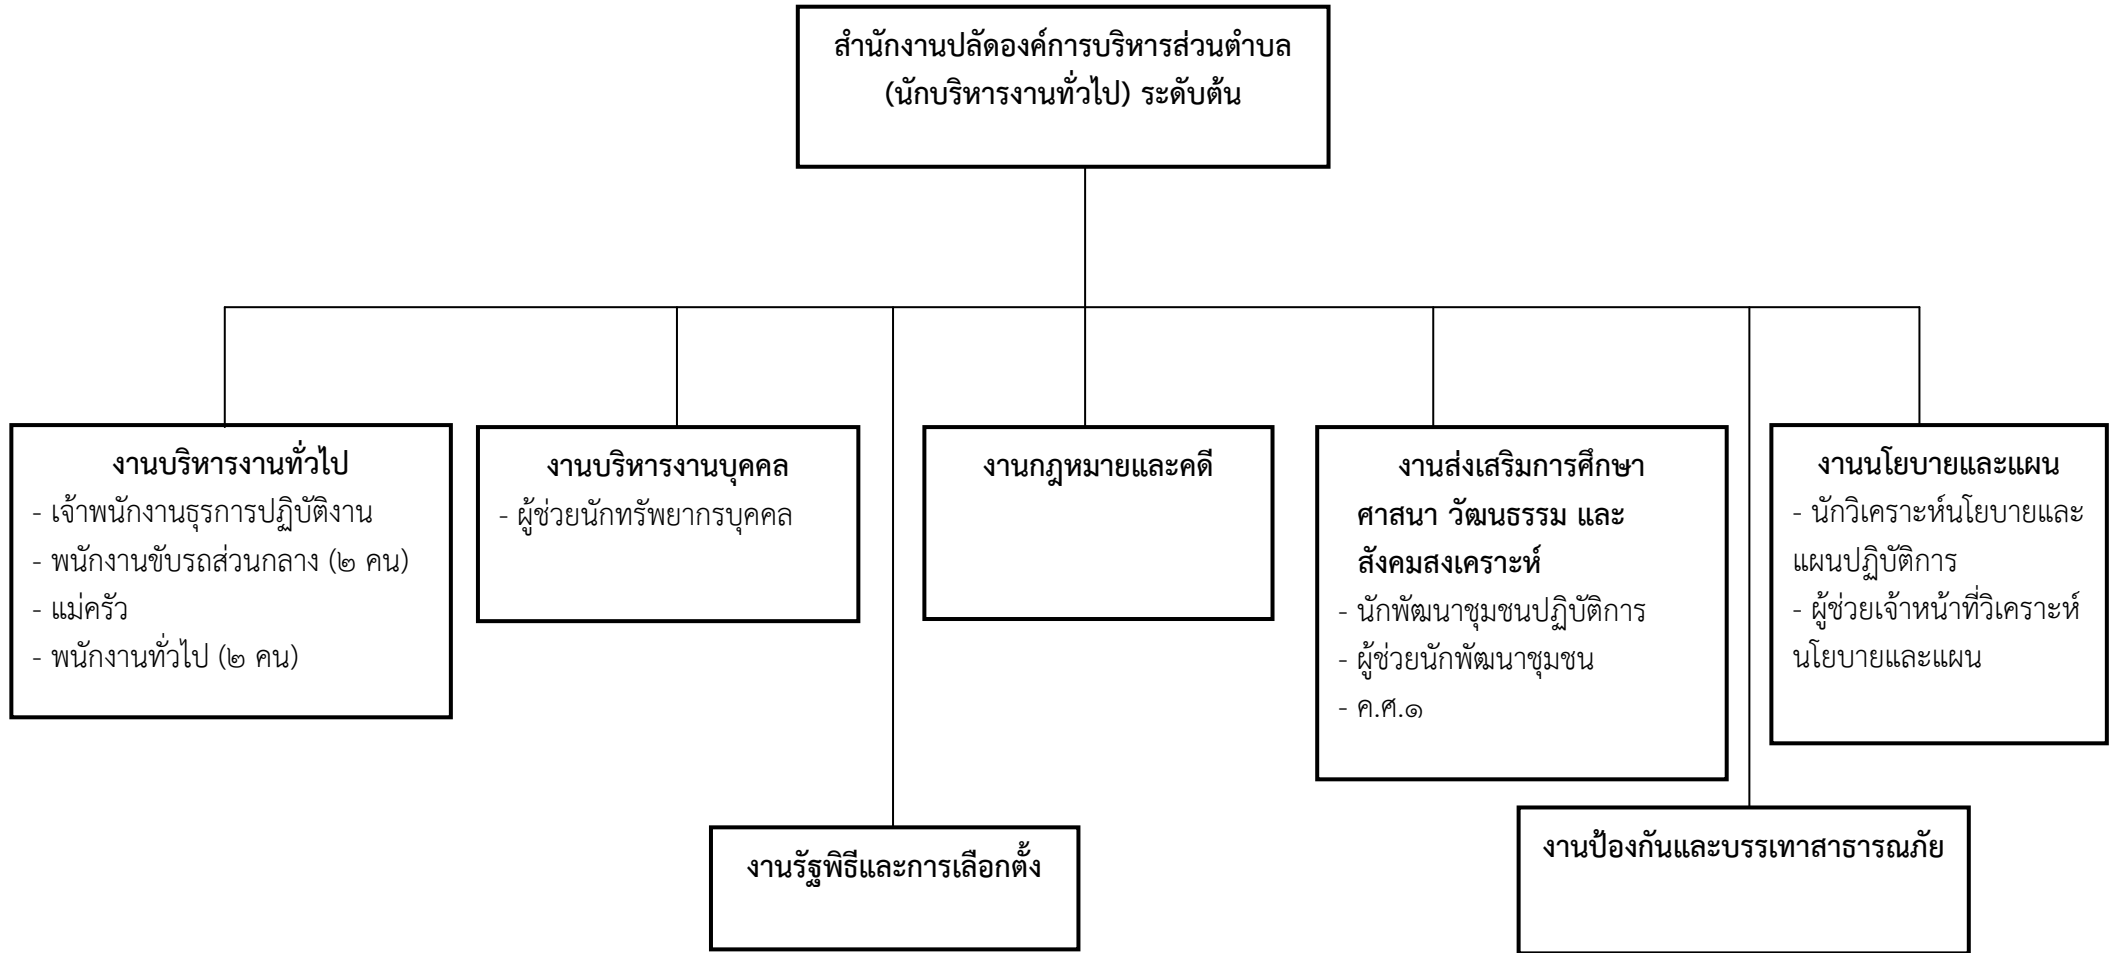 สำนักงานปลัดองค์การบริหารส่วนตำบล
(นักบริหารงานทั่วไป) ระดับต้น
งานบริหารงานทั่วไป
- เจ้าพนักงานธุรการปฏิบัติงาน
- พนักงานขับรถส่วนกลาง (๒ คน)
- แม่ครัว
- พนักงานทั่วไป (๒ คน)
งานบริหารงานบุคคล
- ผู้ช่วยนักทรัพยากรบุคคล
งานกฎหมายและคดี
งานส่งเสริมการศึกษา
ศาสนา วัฒนธรรม และ
สังคมสงเคราะห์
- นักพัฒนาชุมชนปฏิบัติการ
- ผู้ช่วยนักพัฒนาชุมชน
- ค.ศ.๑
งานนโยบายและแผน
- นักวิเคราะห์นโยบายและ
แผนปฏิบัติการ
- ผู้ช่วยเจ้าหน้าที่วิเคราะห์
นโยบายและแผน
งานรัฐพิธีและการเลือกตั้ง
งานป้องกันและบรรเทาสาธารณภัย